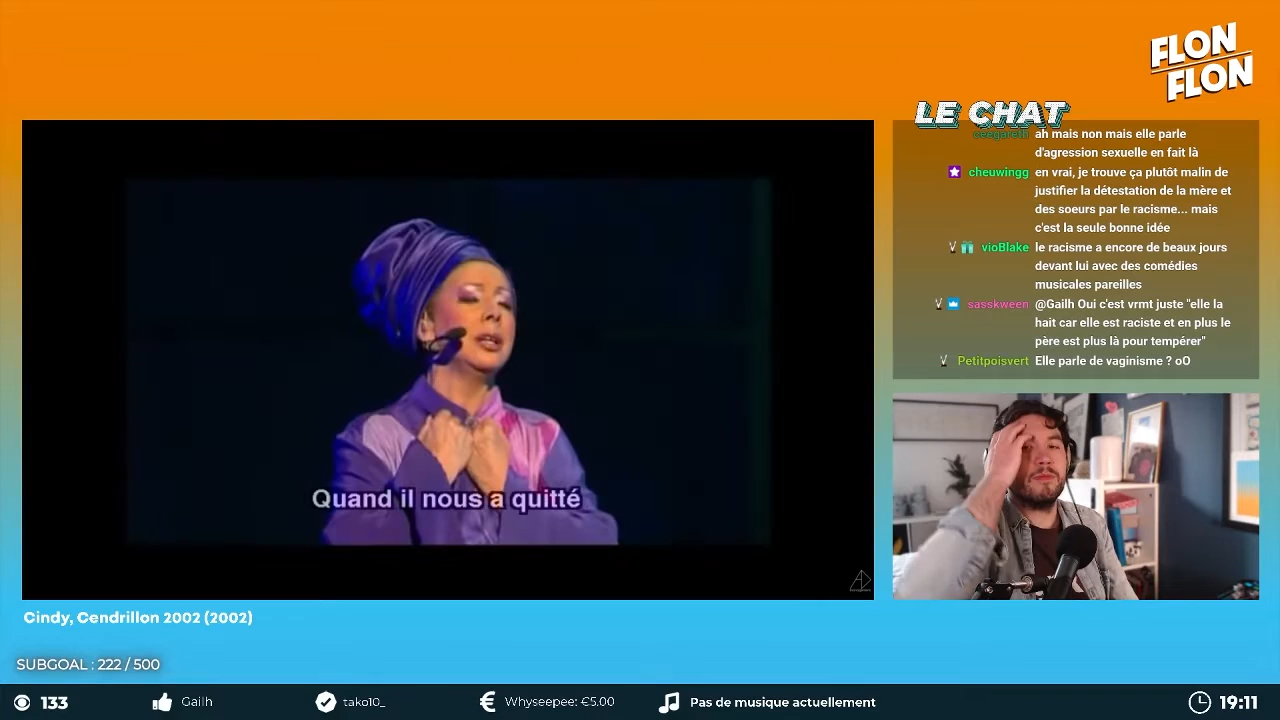 FLON
FLON
LE CHAT
ah mais non mais elle parle
d'agression sexuelle en fait là
cheuwingg en vrai, je trouve ça plutôt malin de
justifier la détestation de la mère et
des soeurs par le racisme... mais
c'est la seule bonne idée
vioBlake le racisme a encore de beaux jours
devant lui avec des comédies
musicales pareilles
sasskween @Gailh Oui c'est vrmt juste "elle la
hait car elle est raciste et en plus le
père est plus là pour tempérer"
Petitpoisvert Elle parle de vaginisme ? oO
Quand il nous a quitté
Cindy, Cendrillon 2002 (2002)
SUBGOAL : 222 / 500
133
Gailh
tako10_
Whyseepee: €5.00
Pas de musique actuellement
19:11